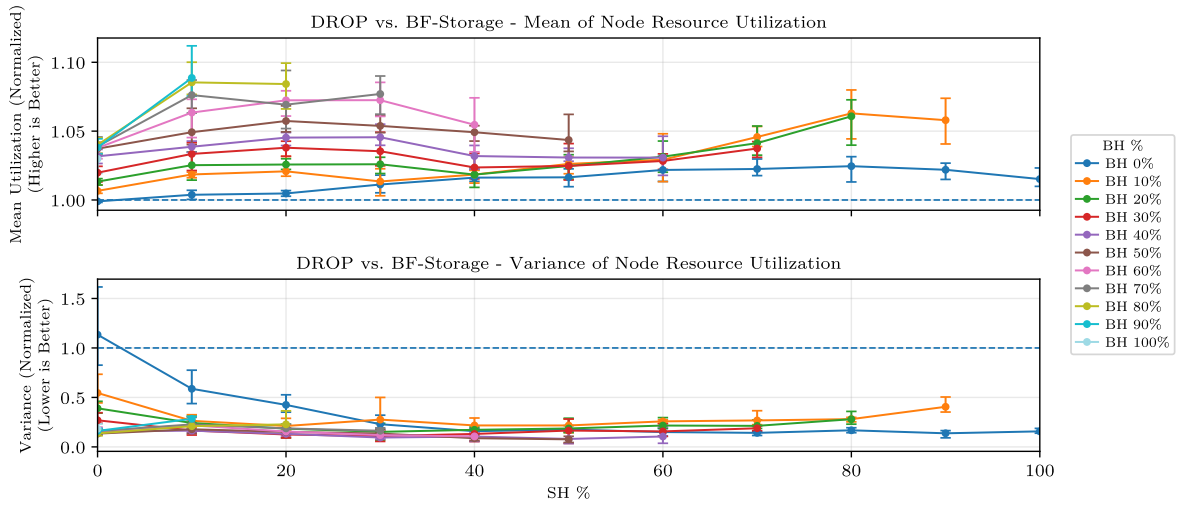 DROP vs. BF-Storage - Mean of Node Resource Utilization
Mean Utilization (Normalized)
(Higher is Better)
1.10
1.05
1.00
DROP vs. BF-Storage - Variance of Node Resource Utilization
Variance (Normalized)
(Lower is Better)
1.5
1.0
0.5
0.0
0
20
40
60
80
100
SH %
BH %
BH 0%
BH 10%
BH 20%
BH 30%
BH 40%
BH 50%
BH 60%
BH 70%
BH 80%
BH 90%
BH 100%